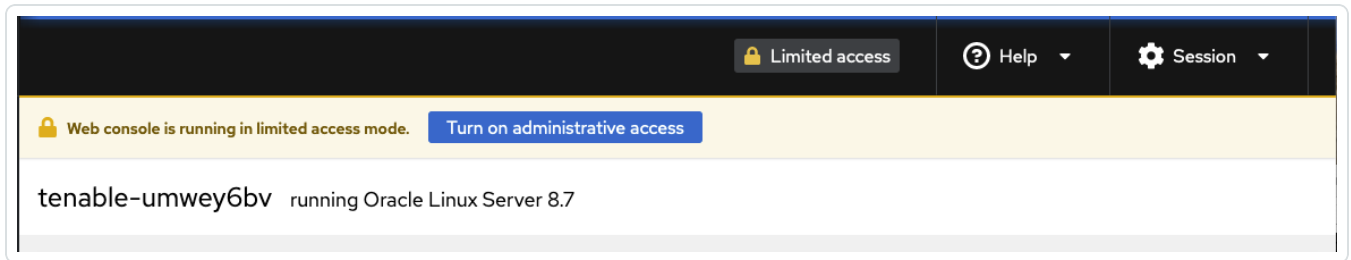 Limited access Help Session
Web console is running in limited access mode. Turn on administrative access
tenable-umwey6bv running Oracle Linux Server 8.7